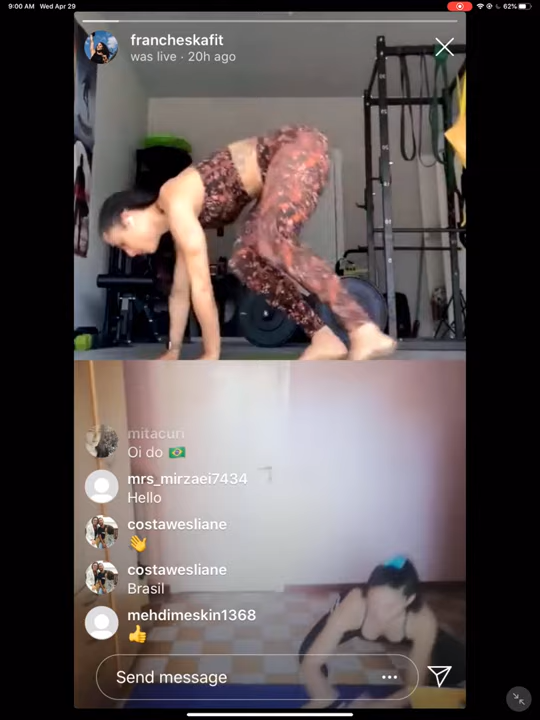 9:00 AM Wed Apr 29
62%
francheskafit
was live · 20h ago
mitacuri
Oi do 🇧🇷
mrs_mirzaei7434
Hello
costawesliane
👋
costawesliane
Brasil
mehdimeskin1368
👍
Send message